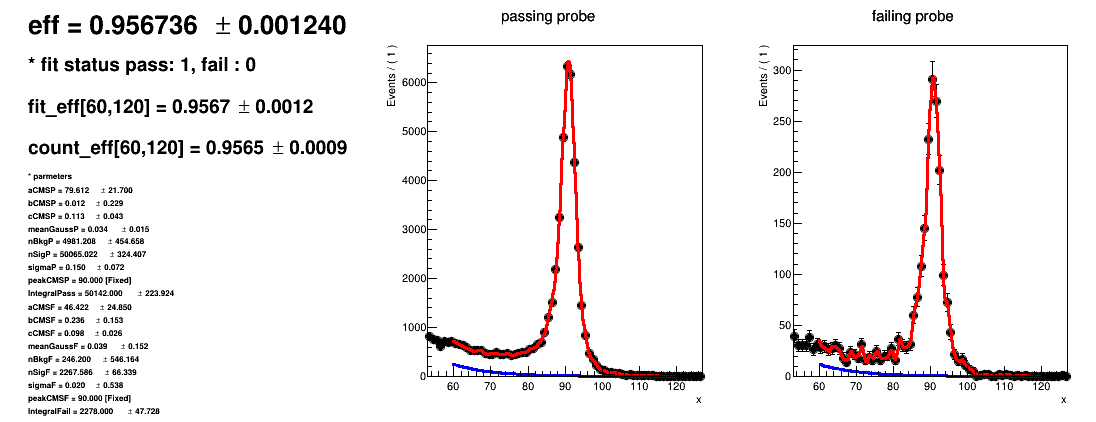 eff = 0.956736 ± 0.001240
* fit status pass: 1, fail : 0
fit_eff[60,120] = 0.9567 ± 0.0012
count_eff[60,120] = 0.9565 ± 0.0009
* parmeters
aCMSP = 79.612 ± 21.700
bCMSP = 0.012 ± 0.229
cCMSP = 0.113 ± 0.043
meanGaussP = 0.034 ± 0.015
nBkgP = 4981.208 ± 454.658
nSigP = 50065.022 ± 324.407
sigmaP = 0.150 ± 0.072
peakCMSP = 90.000 [Fixed]
IntegralPass = 50142.000 ± 223.924
aCMSF = 46.422 ± 24.850
bCMSF = 0.236 ± 0.153
cCMSF = 0.098 ± 0.026
meanGaussF = 0.039 ± 0.152
nBkgF = 246.200 ± 546.164
nSigF = 2267.586 ± 66.339
sigmaF = 0.020 ± 0.538
peakCMSF = 90.000 [Fixed]
IntegralFail = 2278.000 ± 47.728
passing probe
Events / ( 1 )
6000
5000
4000
3000
2000
1000
0
60 70 80 90 100 110 120
x
failing probe
Events / ( 1 )
300
250
200
150
100
50
0
60 70 80 90 100 110 120
x